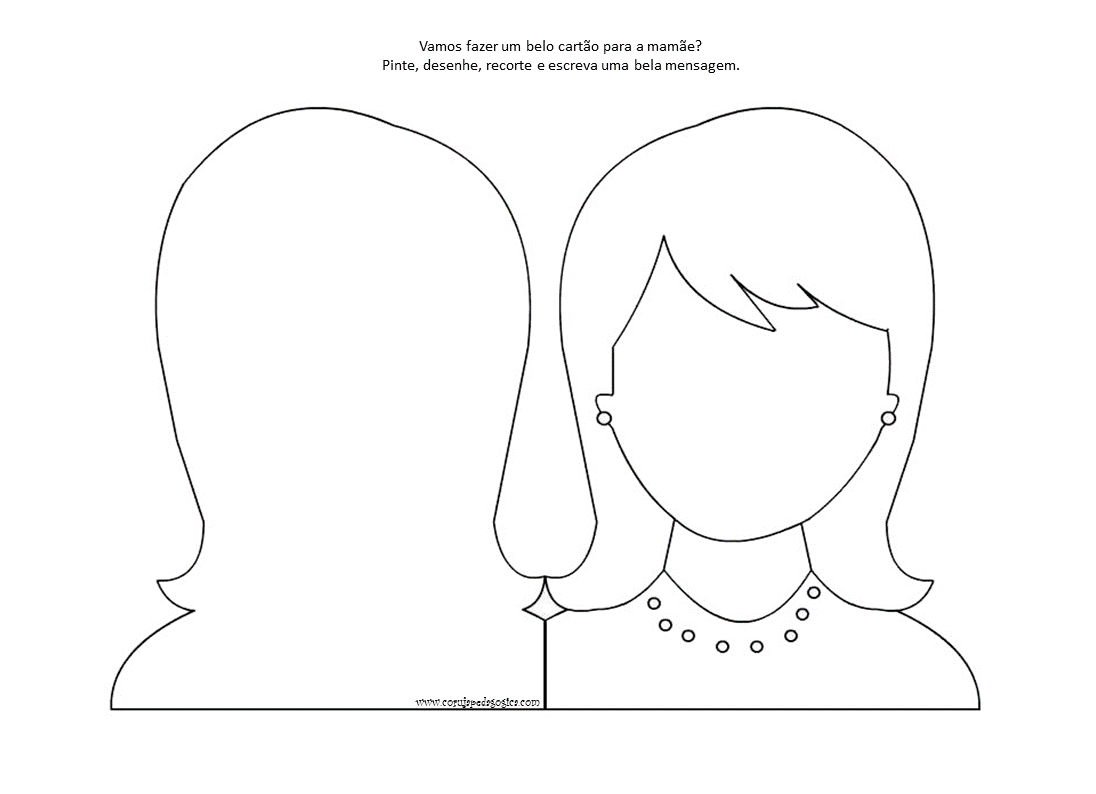 Vamos fazer um belo cartão para a mamãe?
Pinte, desenhe, recorte e escreva uma bela mensagem.
www.corujapedagogica.com